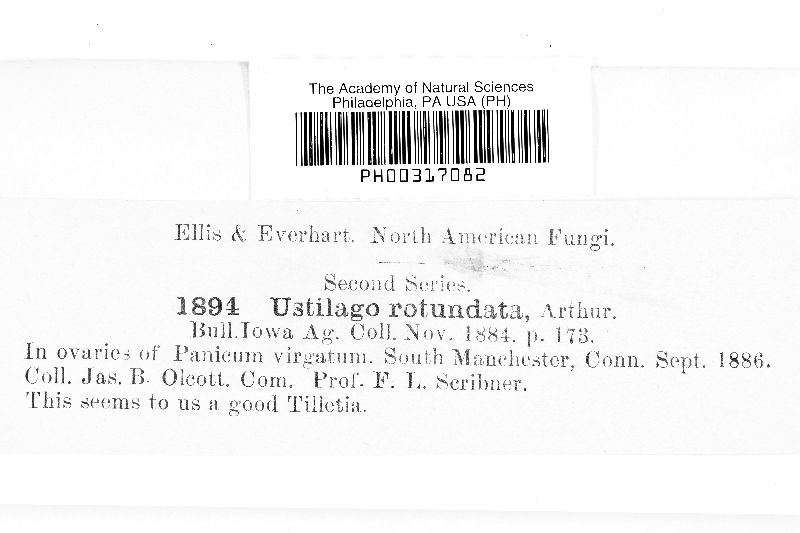 The Academy of Natural Sciences
Philadelphia, PA USA (PH)
PH00317082
Ellis & Everhart. North American Fungi.
Second Series.
1894 Ustilago rotundata, Arthur.
Bull. Iowa Ag. Coll. Nov. 1884. p. 173.
In ovaries of Panicum virgatum. South Manchester, Conn. Sept. 1886.
Coll. Jas. B. Olcott. Com. Prof. F. L. Scribner.
This seems to us a good Tilletia.